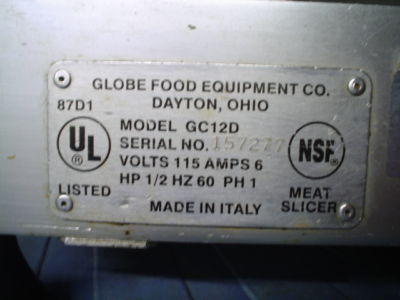 GLOBE FOOD EQUIPMENT CO.
87D1 DAYTON, OHIO
MODEL GC12D
UL ® SERIAL NO. 157277 NSF
VOLTS 115 AMPS 6
HP 1/2 HZ 60 PH 1
LISTED MEAT
MADE IN ITALY SLICER